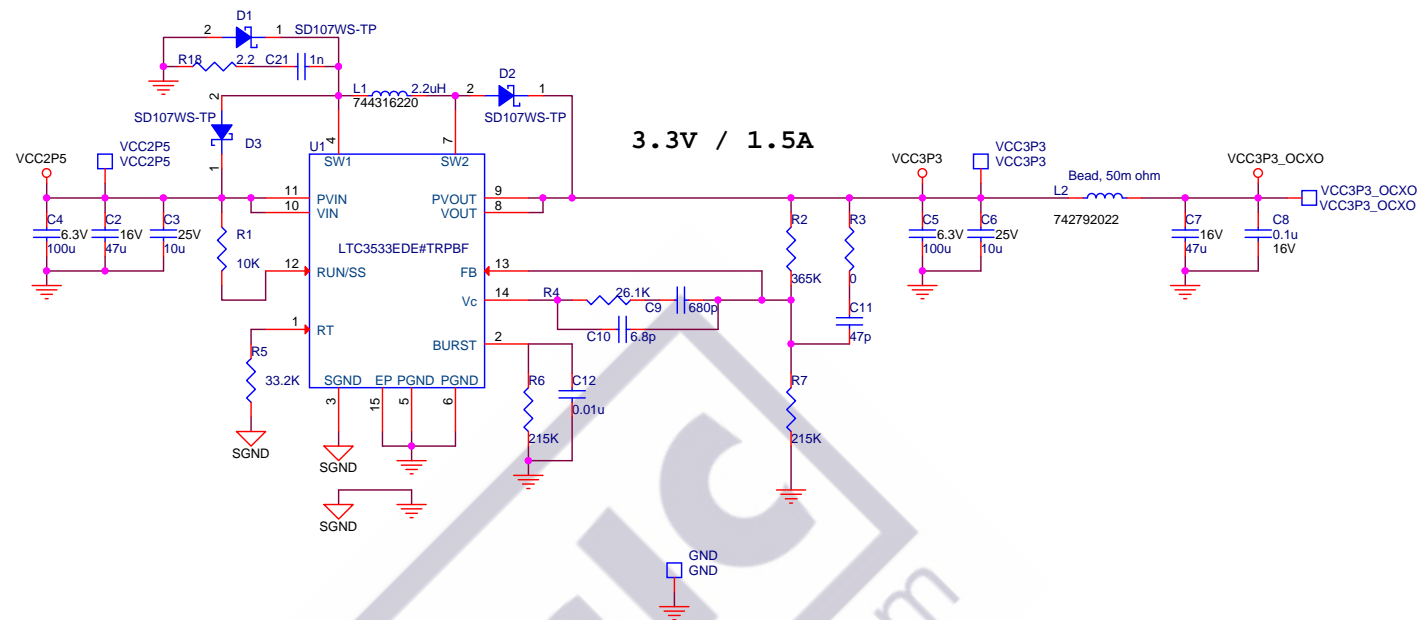 D1
2
1
SD107WS-TP
R18
2.2
C21
1n
D2
L1
2.2uH
2
1
744316220
2
SD107WS-TP
SD107WS-TP
D3
3.3V / 1.5A
4
7
U1
SW1
SW2
VCC2P5
VCC2P5
VCC2P5
1
VCC3P3
VCC3P3
VCC3P3
VCC3P3_OCXO
Bead, 50m ohm
11
PVIN
PVOUT
9
L2
VCC3P3_OCXO
VCC3P3_OCXO
10
VIN
VOUT
8
742792022
C4
6.3V
100u
C2
16V
47u
C3
25V
10u
R1
10K
LTC3533EDE#TRPBF
R2
365K
R3
0
C5
6.3V
100u
C6
25V
10u
C7
16V
47u
C8
0.1u
16V
12
RUN/SS
FB
13
Vc
14
R4
26.1K
C9
680p
C10
6.8p
C11
47p
1
RT
BURST
2
R5
33.2K
SGND
EP
PGND
PGND
3
15
5
6
R6
215K
C12
0.01u
R7
215K
SGND
SGND
SGND
GND
GND
m